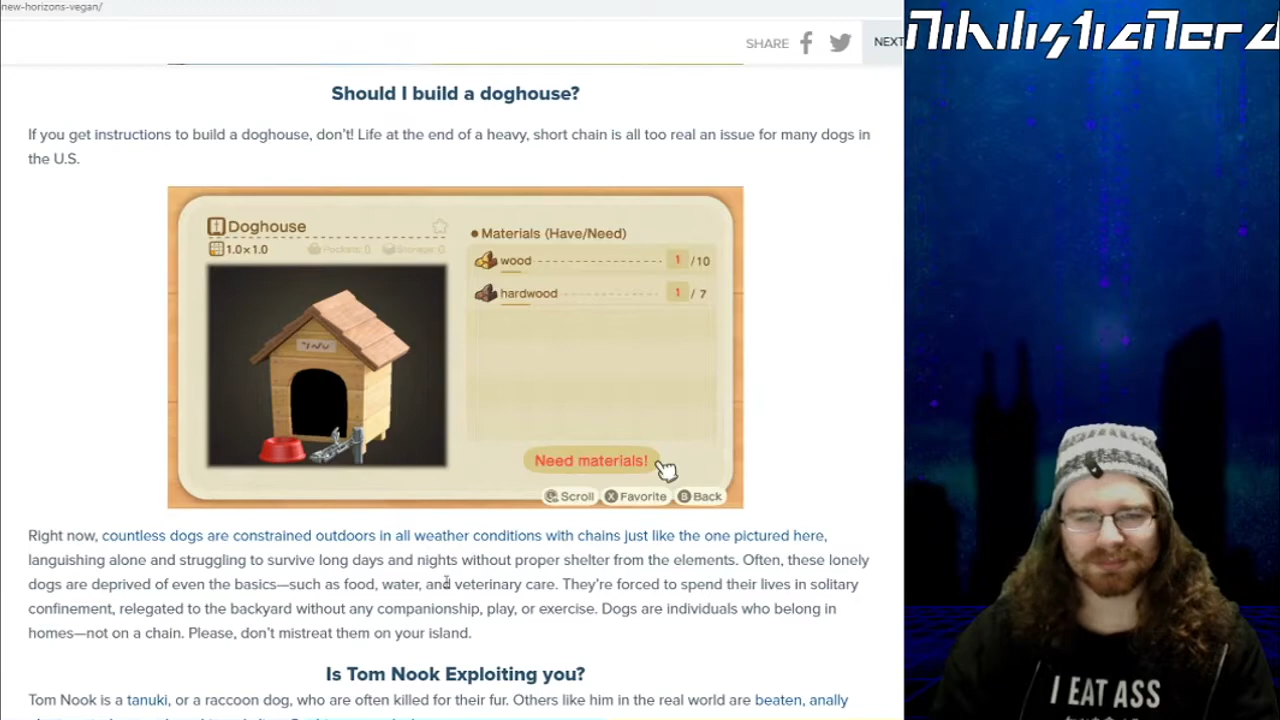 new-horizons-vegan/
NIHILISTICNERD
SHARE
NEXT
Should I build a doghouse?
If you get instructions to build a doghouse, don't! Life at the end of a heavy, short chain is all too real an issue for many dogs in
the U.S.
Doghouse
1.0×1.0 Pockets: 0 Storage: 0
Materials (Have/Need)
wood 1 /10
hardwood 1 / 7
Need materials!
Scroll X Favorite B Back
Right now, countless dogs are constrained outdoors in all weather conditions with chains just like the one pictured here,
languishing alone and struggling to survive long days and nights without proper shelter from the elements. Often, these lonely
dogs are deprived of even the basics—such as food, water, and veterinary care. They're forced to spend their lives in solitary
confinement, relegated to the backyard without any companionship, play, or exercise. Dogs are individuals who belong in
homes—not on a chain. Please, don't mistreat them on your island.
Is Tom Nook Exploiting you?
Tom Nook is a tanuki, or a raccoon dog, who are often killed for their fur. Others like him in the real world are beaten, anally
I EAT ASS